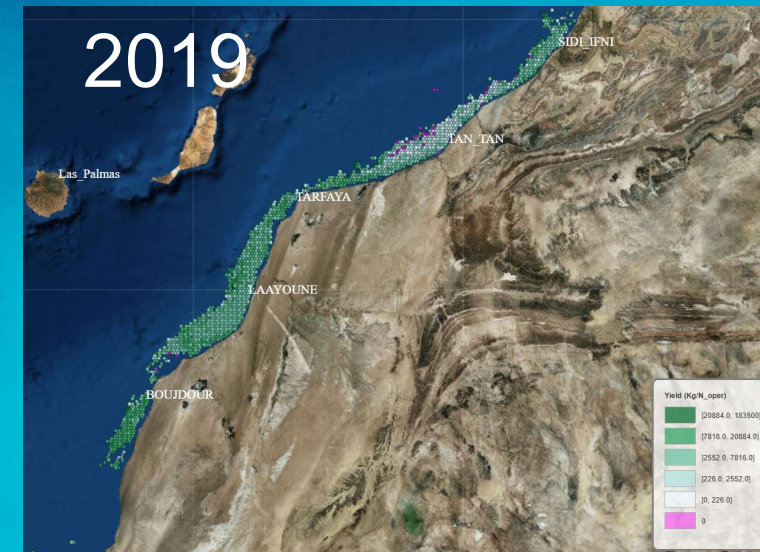 2019
SIDI_IFNI
TAN_TAN
Las_Palmas
TARFAYA
LAAYOUNE
BOUJDOUR
Yield (Kg/N_oper)
]20884.0, 183500]
]7816.0, 20884.0]
]2552.0, 7816.0]
]226.0, 2552.0]
]0, 226.0]
0